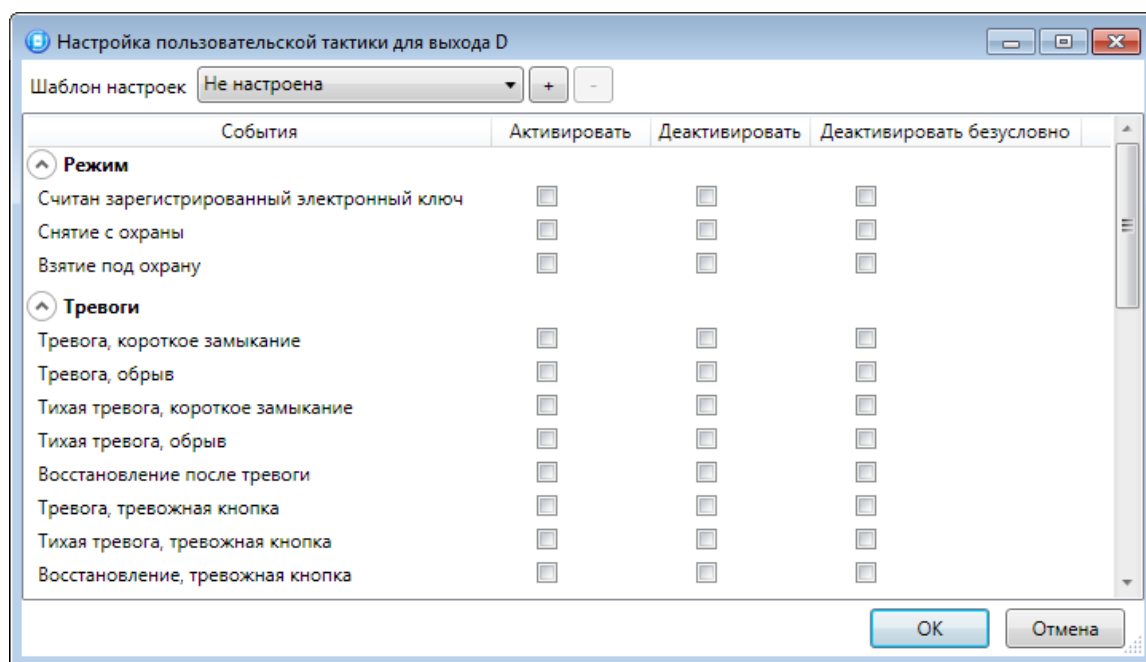 Настройка пользовательской тактики для выхода D
Шаблон настроек Не настроена + -
События Активировать Деактивировать Деактивировать безусловно
Режим
Считан зарегистрированный электронный ключ
Снятие с охраны
Взятие под охрану
Тревоги
Тревога, короткое замыкание
Тревога, обрыв
Тихая тревога, короткое замыкание
Тихая тревога, обрыв
Восстановление после тревоги
Тревога, тревожная кнопка
Тихая тревога, тревожная кнопка
Восстановление, тревожная кнопка
OK Отмена